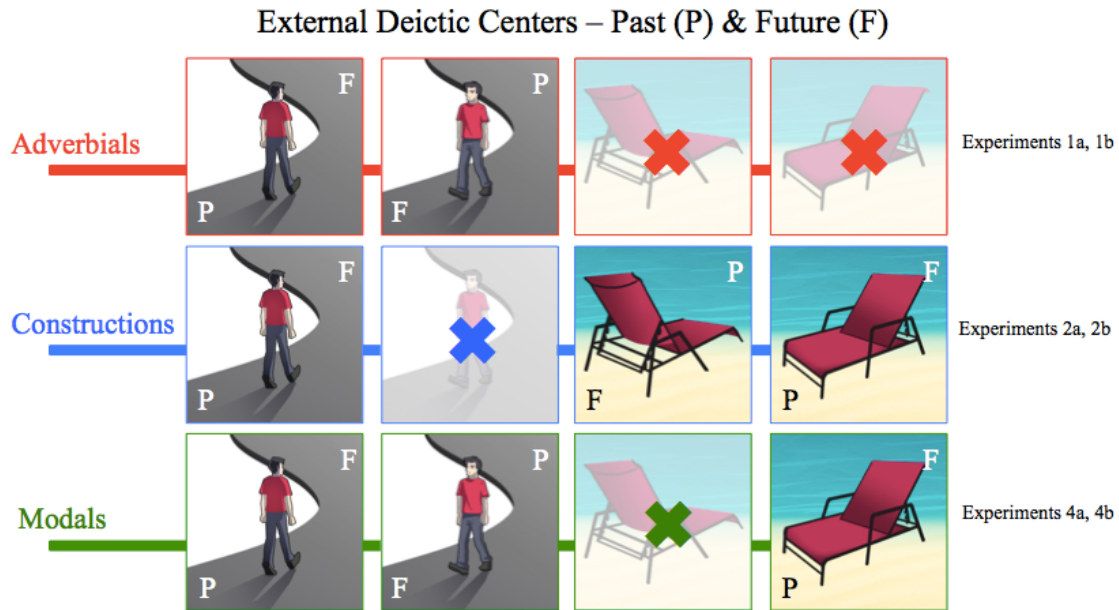 External Deictic Centers – Past (P) & Future (F)
F P
Adverbials
Experiments 1a, 1b
P F
F P F
Constructions
Experiments 2a, 2b
P F P
F P F
Modals
Experiments 4a, 4b
P F P